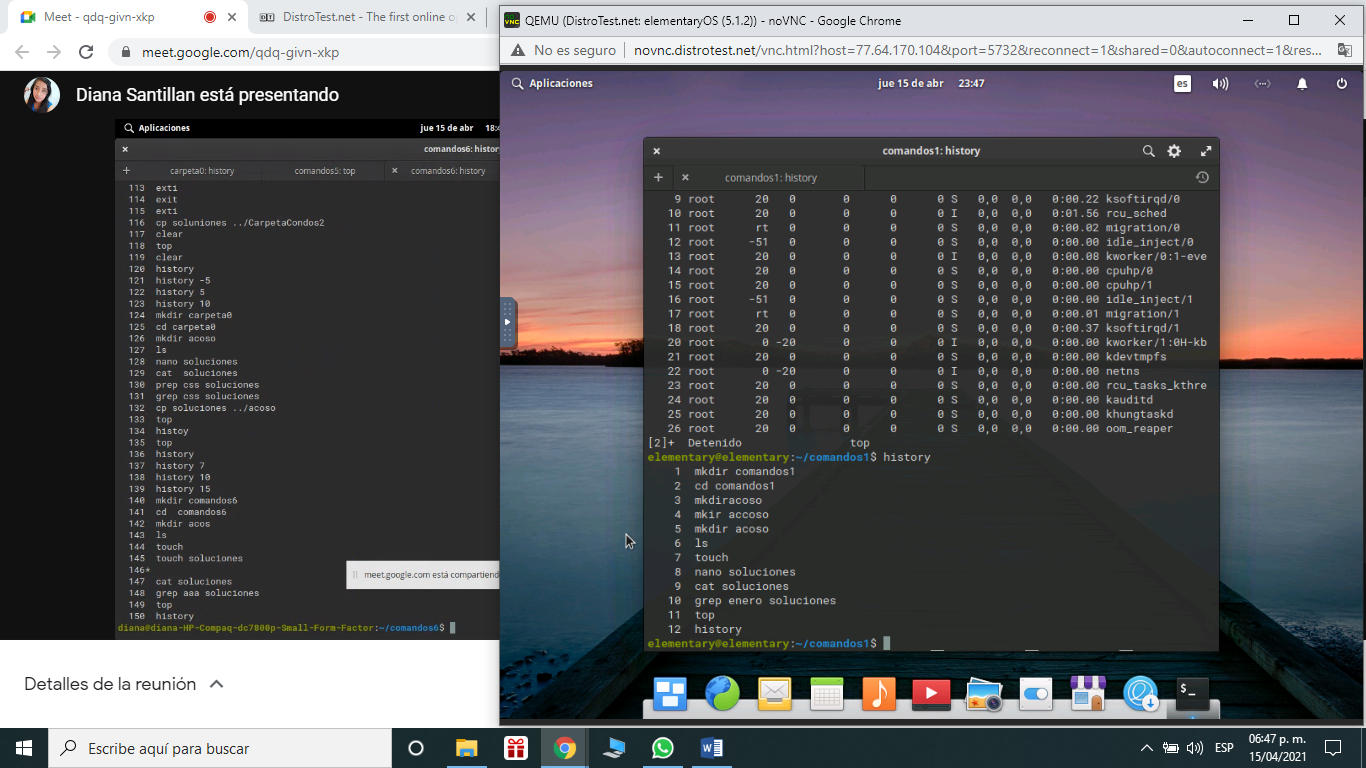 Meet - qdq-givn-xkp
DistroTest.net - The first online o
meet.google.com/qdq-givn-xkp
Diana Santillan está presentando
Aplicaciones
jue 15 de abr 18:4
comandos6: histor
carpeta0: history
comandos5: top
comandos6: history
113 exti
114 exit
115 exti
116 cp soluniones ../CarpetaCondos2
117 clear
118 top
119 clear
120 history
121 history -5
122 history 5
123 history 10
124 mkdir carpeta0
125 cd carpeta0
126 mkdir acoso
127 ls
128 nano soluciones
129 cat soluciones
130 prep css soluciones
131 grep css soluciones
132 cp soluciones ../acoso
133 top
134 histoy
135 top
136 history
137 history 7
138 history 10
139 history 15
140 mkdir comandos6
141 cd comandos6
142 mkdir acos
143 ls
144 touch
145 touch soluciones
146*
147 cat soluciones
148 grep aaa soluciones
149 top
150 history
diana@diana-HP-Compaq-dc7800p-Small-Form-Factor:~/comandos6$
meet.google.com está compartiend
Detalles de la reunión
QEMU (DistroTest.net: elementaryOS (5.1.2)) - noVNC - Google Chrome
No es seguro
novnc.distrotest.net/vnc.html?host=77.64.170.104&port=5732&reconnect=1&shared=0&autoconnect=1&res...
Aplicaciones
jue 15 de abr 23:47
es
comandos1: history
comandos1: history
9 root 20 0 0 0 0 S 0,0 0,0 0:00.22 ksoftirqd/0
10 root 20 0 0 0 0 I 0,0 0,0 0:01.56 rcu_sched
11 root rt 0 0 0 0 S 0,0 0,0 0:00.02 migration/0
12 root -51 0 0 0 0 S 0,0 0,0 0:00.00 idle_inject/0
13 root 20 0 0 0 0 I 0,0 0,0 0:00.08 kworker/0:1-eve
14 root 20 0 0 0 0 S 0,0 0,0 0:00.00 cpuhp/0
15 root 20 0 0 0 0 S 0,0 0,0 0:00.00 cpuhp/1
16 root -51 0 0 0 0 S 0,0 0,0 0:00.00 idle_inject/1
17 root rt 0 0 0 0 S 0,0 0,0 0:00.01 migration/1
18 root 20 0 0 0 0 S 0,0 0,0 0:00.37 ksoftirqd/1
20 root 0 -20 0 0 0 I 0,0 0,0 0:00.00 kworker/1:0H-kb
21 root 20 0 0 0 0 S 0,0 0,0 0:00.00 kdevtmpfs
22 root 0 -20 0 0 0 I 0,0 0,0 0:00.00 netns
23 root 20 0 0 0 0 S 0,0 0,0 0:00.00 rcu_tasks_kthre
24 root 20 0 0 0 0 S 0,0 0,0 0:00.00 kauditd
25 root 20 0 0 0 0 S 0,0 0,0 0:00.00 khungtaskd
26 root 20 0 0 0 0 S 0,0 0,0 0:00.00 oom_reaper
[2]+ Detenido top
elementary@elementary:~/comandos1$ history
1 mkdir comandos1
2 cd comandos1
3 mkdiracoso
4 mkir accoso
5 mkdir acoso
6 ls
7 touch
8 nano soluciones
9 cat soluciones
10 grep enero soluciones
11 top
12 history
elementary@elementary:~/comandos1$
Escribe aquí para buscar
ESP
06:47 p. m.
15/04/2021